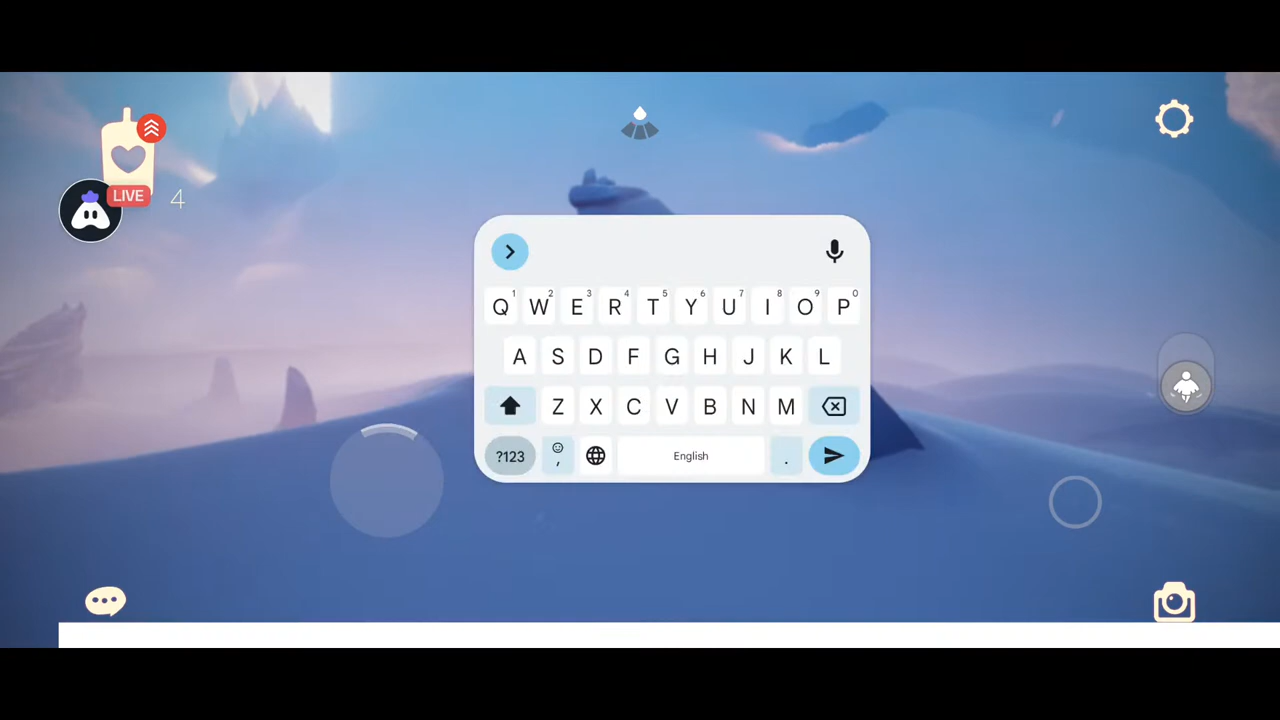 LIVE
4
Q1 W2 E3 R4 T5 Y6 U7 I8 O9 P0
A S D F G H J K L
Z X C V B N M
?123 , English .